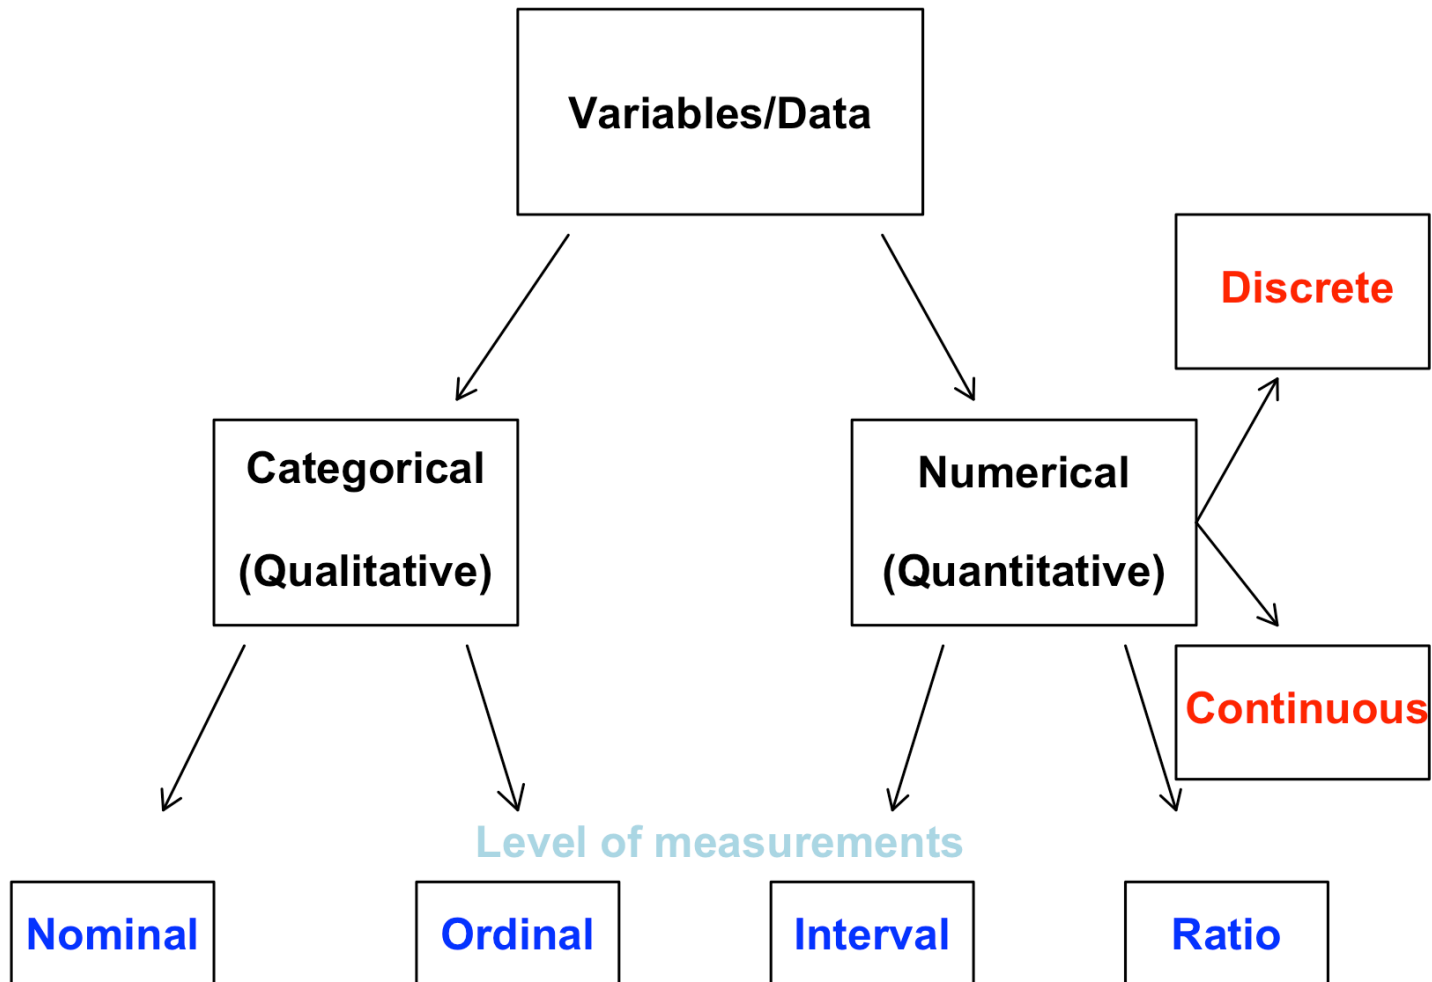 Variables/Data
Discrete
Categorical
(Qualitative)
Numerical
(Quantitative)
Continuous
Level of measurements
Nominal
Ordinal
Interval
Ratio